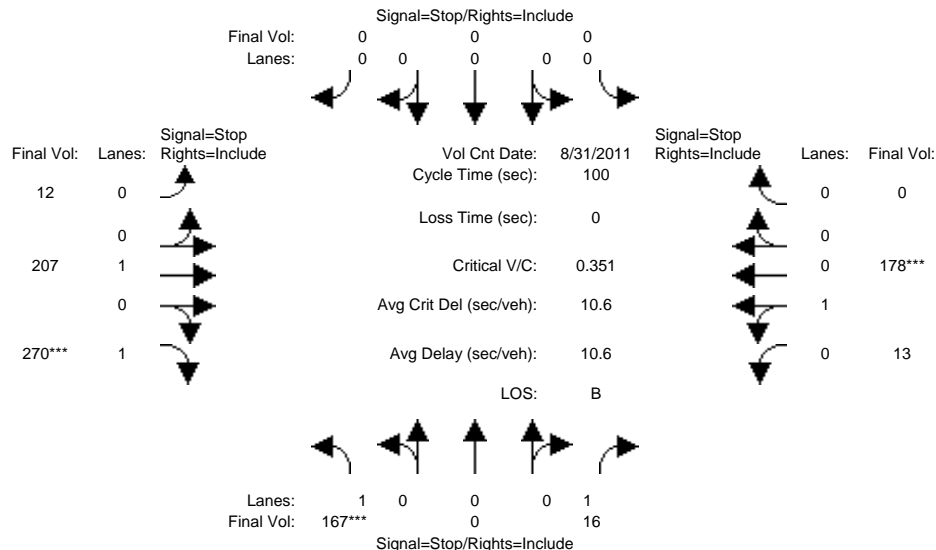 Signal=Stop/Rights=Include
Final Vol: 0 0 0
Lanes: 0 0 0 0 0
Signal=Stop
Final Vol: Lanes: Rights=Include
Vol Cnt Date: 8/31/2011
Signal=Stop
Rights=Include Lanes: Final Vol:
Cycle Time (sec): 100
12 0
0 0
Loss Time (sec): 0
0
0
207 1
Critical V/C: 0.351
0 178***
0
Avg Crit Del (sec/veh): 10.6
1
270*** 1
Avg Delay (sec/veh): 10.6
0 13
LOS: B
Lanes: 1 0 0 0 1
Final Vol: 167*** 0 16
Signal=Stop/Rights=Include